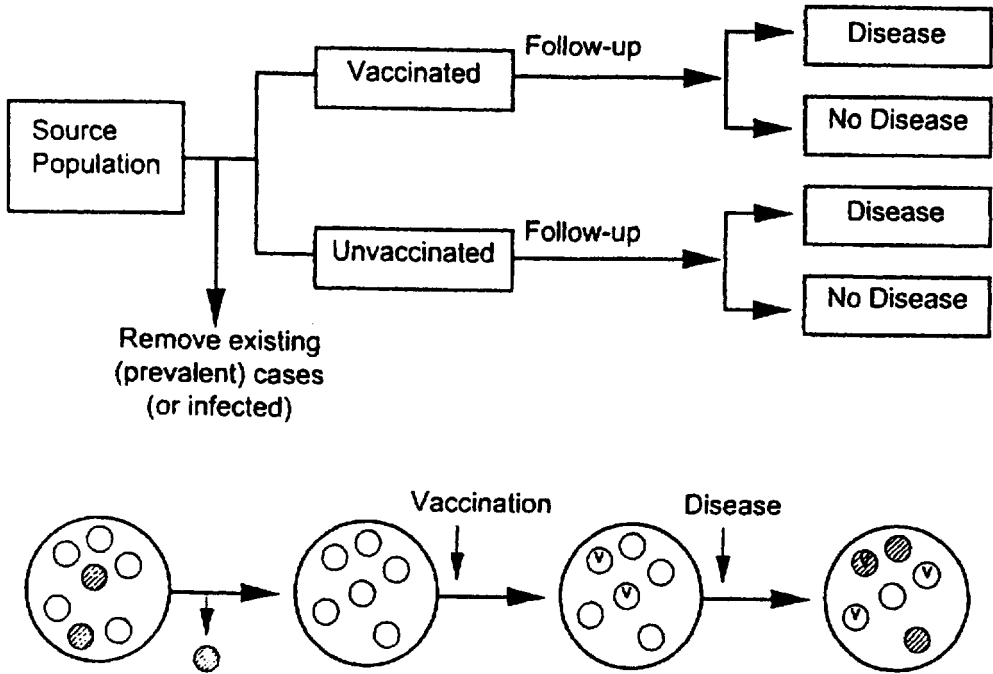 Source
Population
Vaccinated
Follow-up
Disease
No Disease
Unvaccinated
Follow-up
Disease
No Disease
Remove existing
(prevalent) cases
(or infected)
Vaccination
Disease
v
v
v
v
v